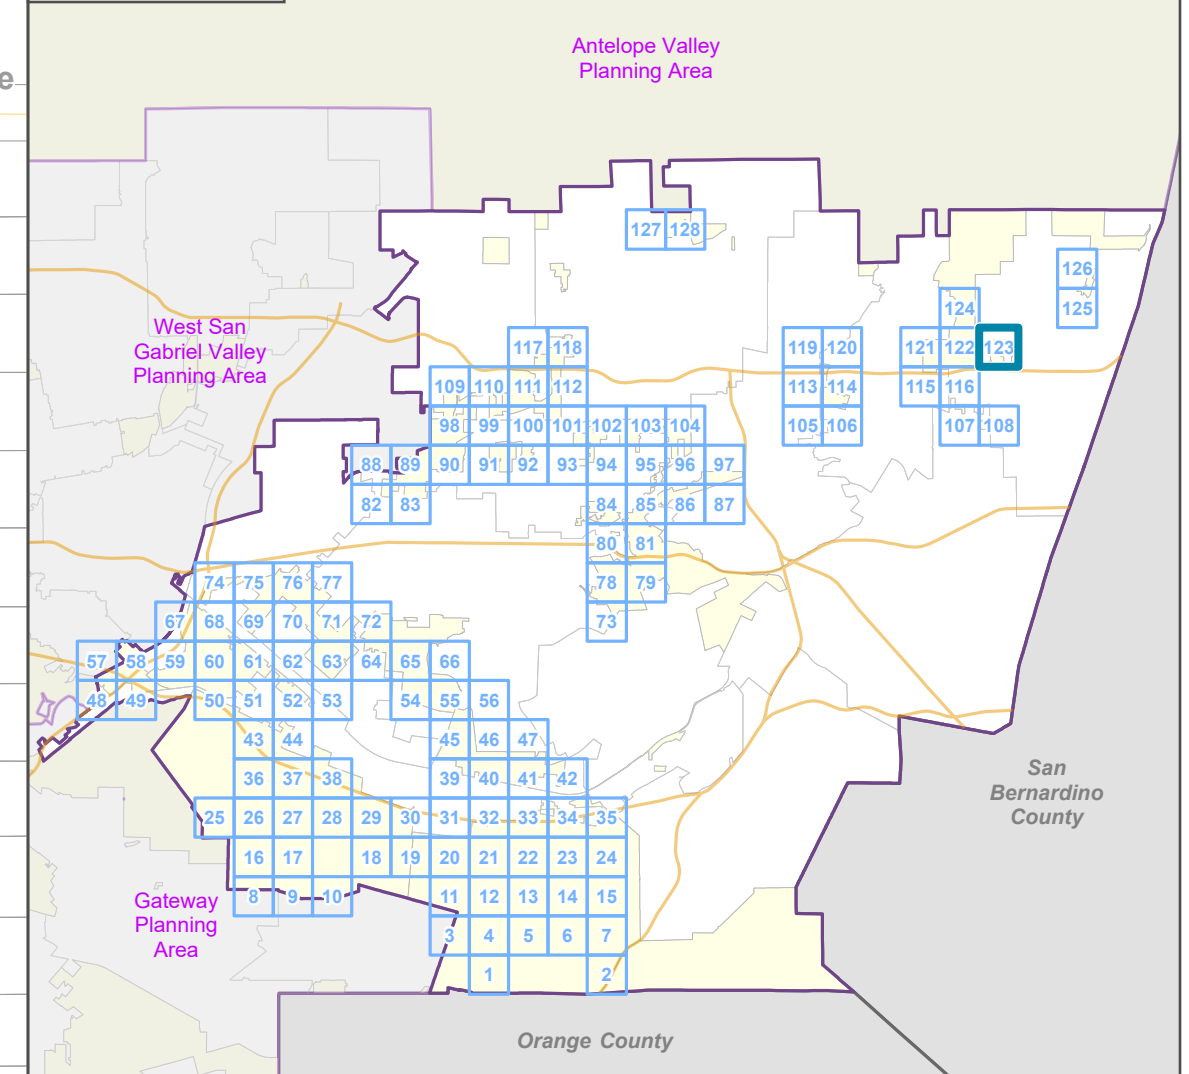 Antelope Valley
Planning Area
e
127 128
126
124 125
West San
Gabriel Valley
Planning Area
117 118 119 120 121 122 123
109 110 111 112 113 114 115 116
98 99 100 101 102 103 104 105 106 107 108
88 89 90 91 92 93 94 95 96 97
82 83 84 85 86 87
80 81
74 75 76 77 78 79
67 68 69 70 71 72 73
57 58 59 60 61 62 63 64 65 66
48 49 50 51 52 53 54 55 56
43 44 45 46 47
36 37 38 39 40 41 42
San
Bernardino
County
25 26 27 28 29 30 31 32 33 34 35
16 17 18 19 20 21 22 23 24
8 9 10 11 12 13 14 15
Gateway
Planning
Area
3 4 5 6 7
1 2
Orange County